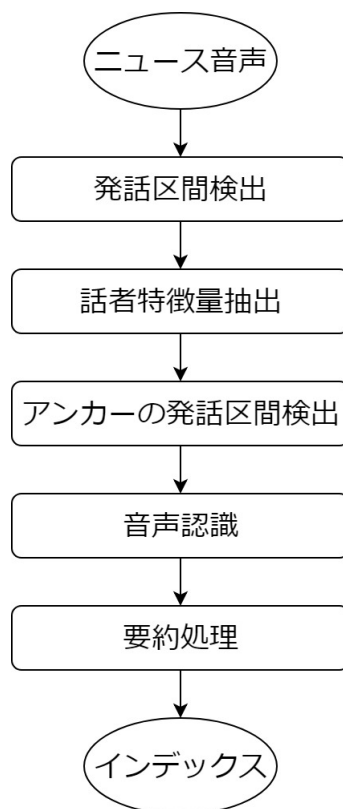 ニュース音声
発話区間検出
話者特徴量抽出
アンカーの発話区間検出
音声認識
要約処理
インデックス